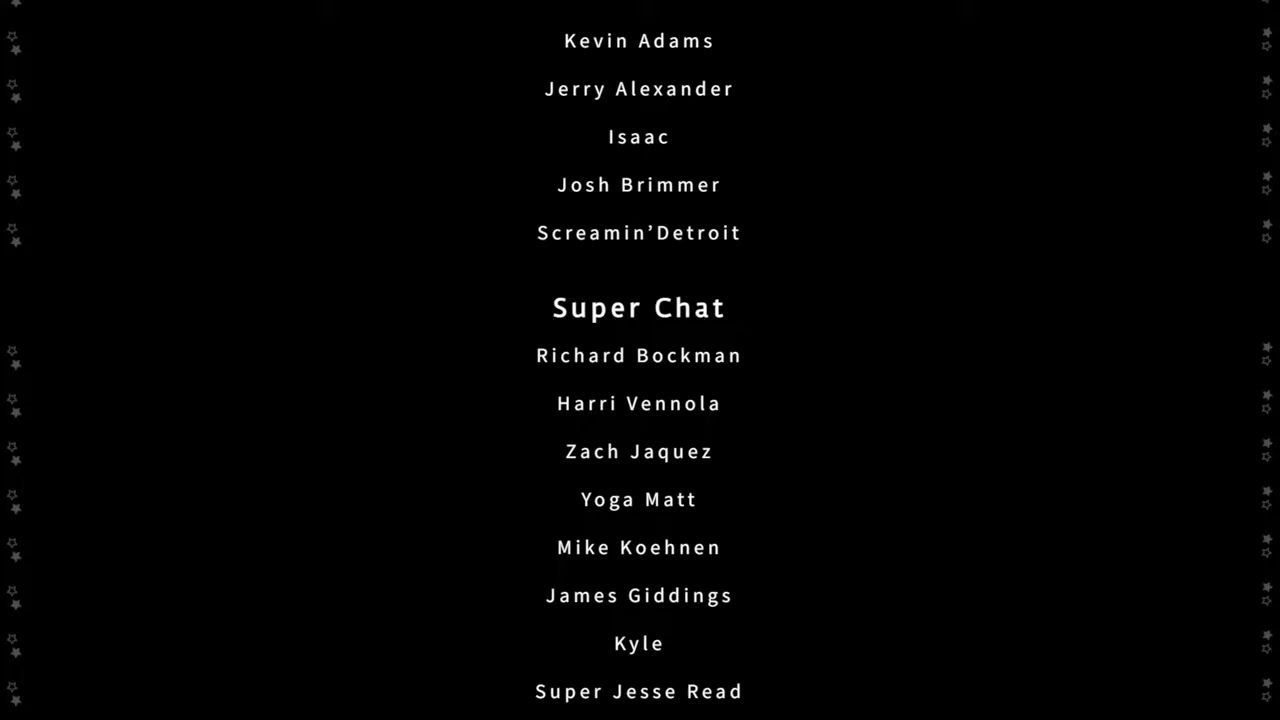 Kevin Adams
Jerry Alexander
Isaac
Josh Brimmer
Screamin’Detroit
Super Chat
Richard Bockman
Harri Vennola
Zach Jaquez
Yoga Matt
Mike Koehnen
James Giddings
Kyle
Super Jesse Read